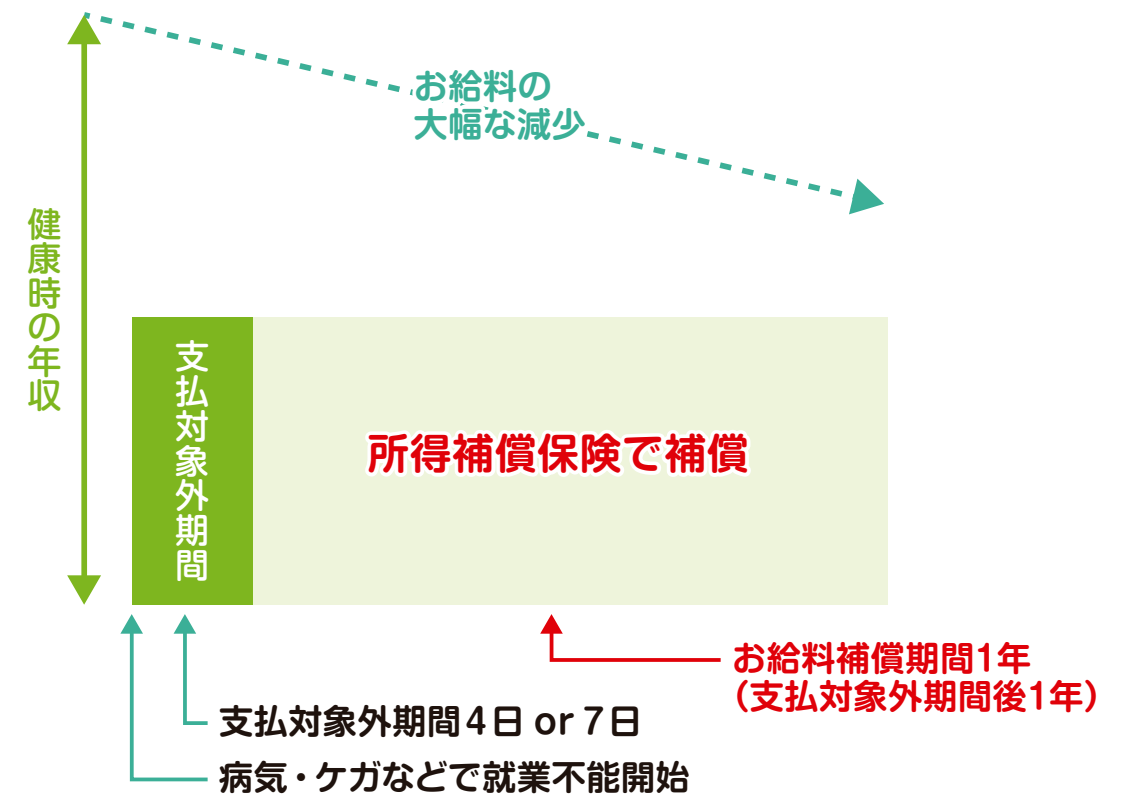 お給料の
大幅な減少
健康時の年収
支払対象外期間
所得補償保険で補償
お給料補償期間1年
（支払対象外期間後1年）
支払対象外期間4日 or 7日
病気・ケガなどで就業不能開始